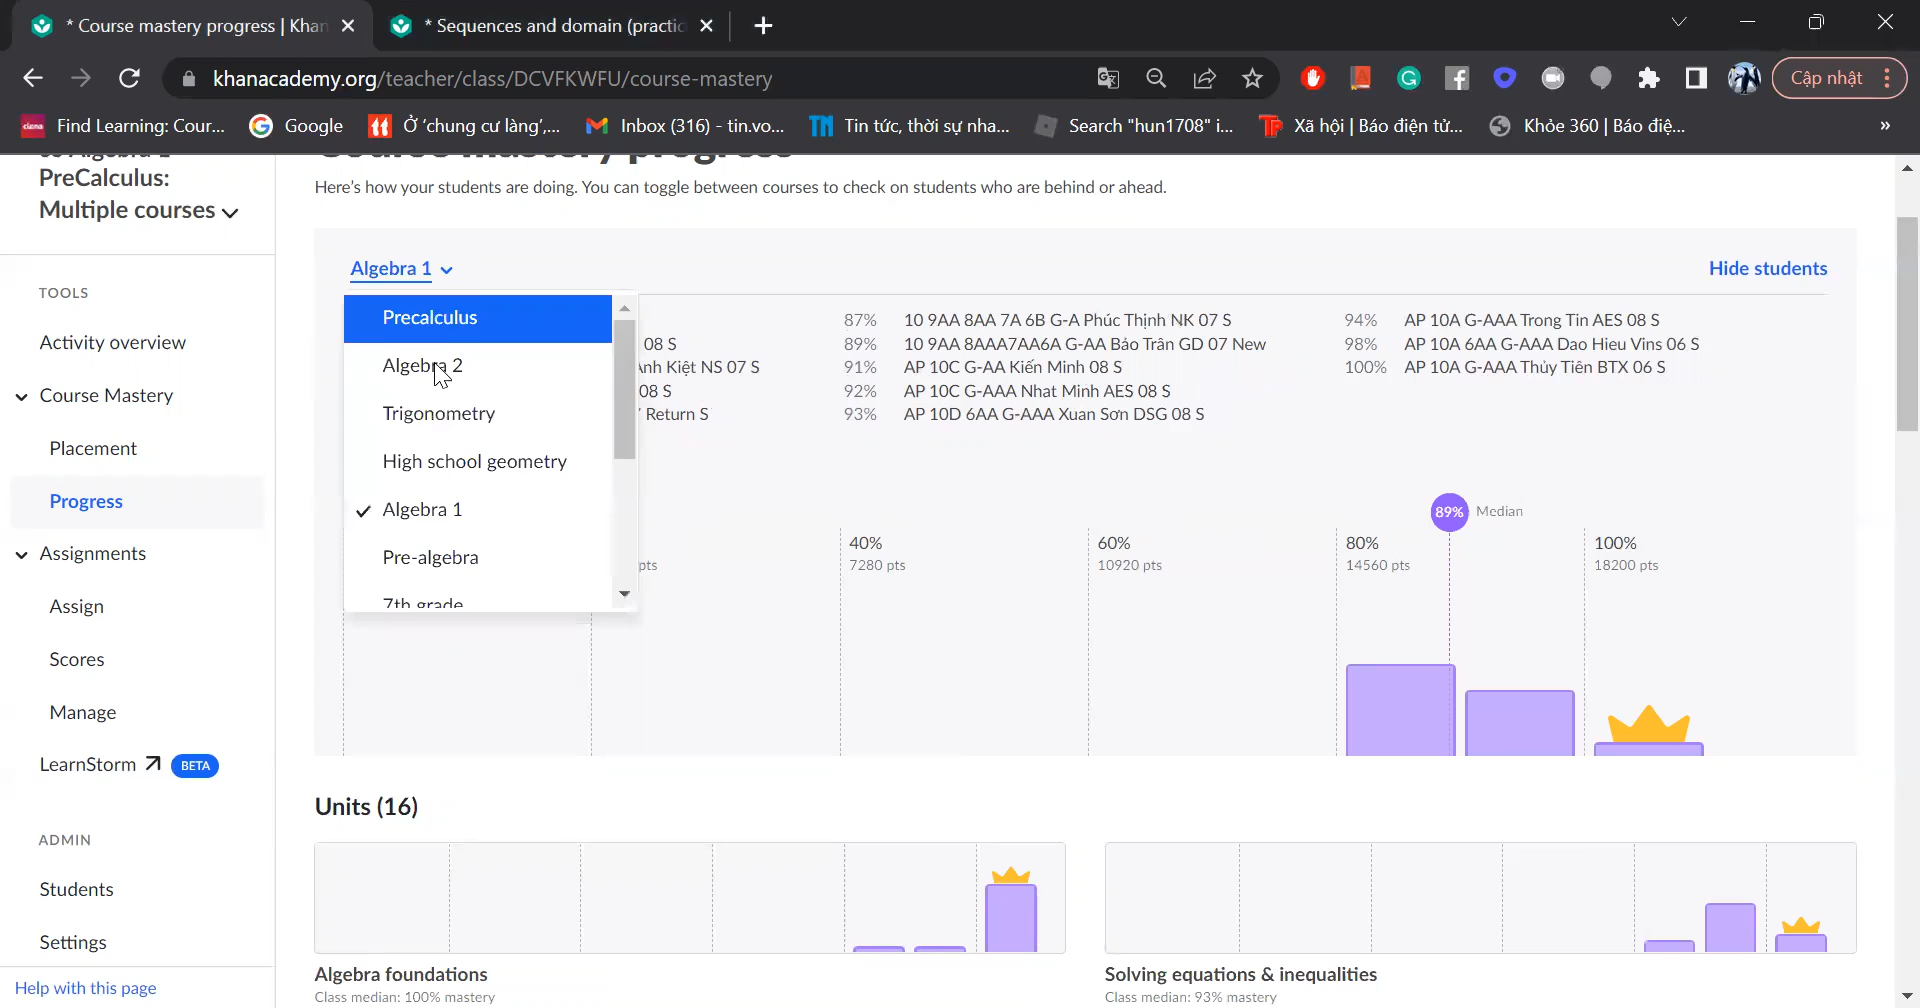 * Course mastery progress | Khan
* Sequences and domain (practic
khanacademy.org/teacher/class/DCVFKWFU/course-mastery
Cập nhật
Find Learning: Cour...
Google
Ở ‘chung cư làng’,...
Inbox (316) - tin.vo...
Tin tức, thời sự nha...
Search "hun1708" i...
Xã hội | Báo điện tử...
Khỏe 360 | Báo điệ...
»
PreCalculus:
Multiple courses
TOOLS
Activity overview
Course Mastery
Placement
Progress
Assignments
Assign
Scores
Manage
LearnStorm
BETA
ADMIN
Students
Settings
Help with this page
Course mastery progress
Here’s how your students are doing. You can toggle between courses to check on students who are behind or ahead.
Algebra 1
Hide students
Precalculus
Algebra 2
Trigonometry
High school geometry
Algebra 1
Pre-algebra
7th grade
08 S
Anh Kiệt NS 07 S
08 S
Return S
87% 10 9AA 8AA 7A 6B G-A Phúc Thịnh NK 07 S
89% 10 9AA 8AAA7AA6A G-AA Bảo Trân GD 07 New
91% AP 10C G-AA Kiến Minh 08 S
92% AP 10C G-AAA Nhat Minh AES 08 S
93% AP 10D 6AA G-AAA Xuan Sơn DSG 08 S
94% AP 10A G-AAA Trong Tin AES 08 S
98% AP 10A 6AA G-AAA Dao Hieu Vins 06 S
100% AP 10A G-AAA Thủy Tiên BTX 06 S
89% Median
pts
40%
7280 pts
60%
10920 pts
80%
14560 pts
100%
18200 pts
Units (16)
Algebra foundations
Class median: 100% mastery
Solving equations & inequalities
Class median: 93% mastery